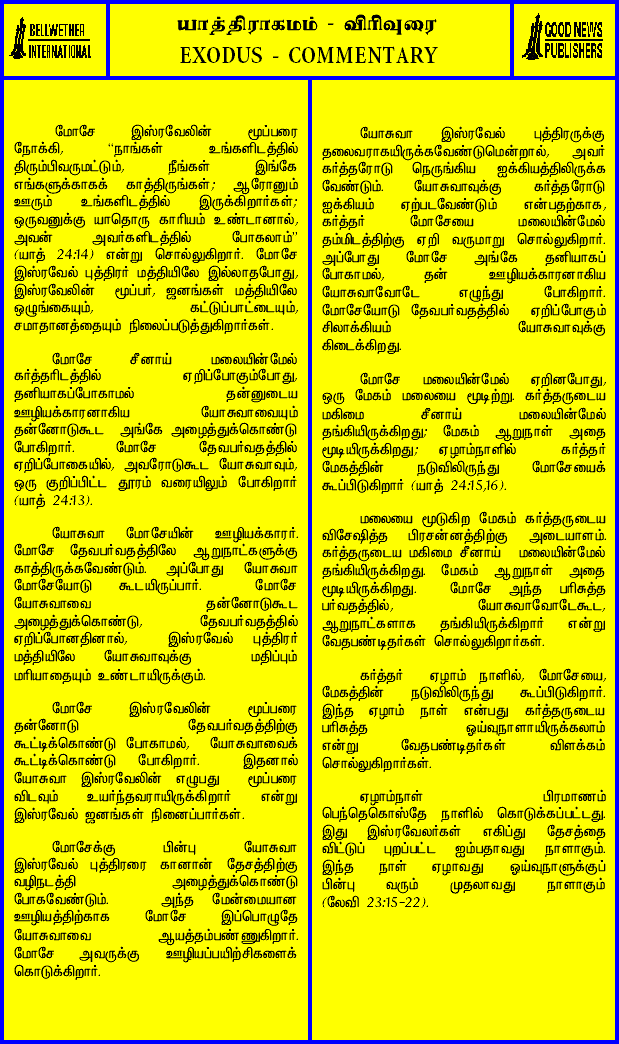 BELLWETHER
INTERNATIONAL
யாத்திராகமம் - விரிவுரை
EXODUS - COMMENTARY
GOOD NEWS
PUBLISHERS
மோசே இஸ்ரவேலின் மூப்பரை
நோக்கி, "நாங்கள் உங்களிடத்தில்
திரும்பிவருமட்டும், நீங்கள் இங்கே
எங்களுக்காகக் காத்திருங்கள்; ஆரோனும்
ஊரும் உங்களிடத்தில் இருக்கிறார்கள்;
ஒருவனுக்கு யாதொரு காரியம் உண்டானால்,
அவன் அவர்களிடத்தில் போகலாம்"
(யாத் 24:14) என்று சொல்லுகிறார். மோசே
இஸ்ரவேல் புத்திரர் மத்தியிலே இல்லாதபோது,
இஸ்ரவேலின் மூப்பர், ஜனங்கள் மத்தியிலே
ஒழுங்கையும், கட்டுப்பாட்டையும்,
சமாதானத்தையும் நிலைப்படுத்துகிறார்கள்.
மோசே சீனாய் மலையின்மேல்
கர்த்தரிடத்தில் ஏறிப்போகும்போது,
தனியாகப்போகாமல் தன்னுடைய
ஊழியக்காரனாகிய யோசுவாவையும்
தன்னோடுகூட அங்கே அழைத்துக்கொண்டு
போகிறார். மோசே தேவபர்வதத்தில்
ஏறிப்போகையில், அவரோடுகூட யோசுவாவும்,
ஒரு குறிப்பிட்ட தூரம் வரையிலும் போகிறார்
(யாத் 24:13).
யோசுவா மோசேயின் ஊழியக்காரர்.
மோசே தேவபர்வதத்திலே ஆறுநாட்களுக்கு
காத்திருக்கவேண்டும். அப்போது யோசுவா
மோசேயோடு கூடயிருப்பார். மோசே
யோசுவாவை தன்னோடுகூட
அழைத்துக்கொண்டு, தேவபர்வதத்தில்
ஏறிப்போனதினால், இஸ்ரவேல் புத்திரர்
மத்தியிலே யோசுவாவுக்கு மதிப்பும்
மரியாதையும் உண்டாயிருக்கும்.
மோசே இஸ்ரவேலின் மூப்பரை
தன்னோடு தேவபர்வதத்திற்கு
கூட்டிக்கொண்டு போகாமல், யோசுவாவைக்
கூட்டிக்கொண்டு போகிறார். இதனால்
யோசுவா இஸ்ரவேலின் எழுபது மூப்பரை
விடவும் உயர்ந்தவராயிருக்கிறார் என்று
இஸ்ரவேல் ஜனங்கள் நினைப்பார்கள்.
மோசேக்கு பின்பு யோசுவா
இஸ்ரவேல் புத்திரரை கானான் தேசத்திற்கு
வழிநடத்தி அழைத்துக்கொண்டு
போகவேண்டும். அந்த மேன்மையான
ஊழியத்திற்காக மோசே இப்பொழுதே
யோசுவாவை ஆயத்தம்பண்ணுகிறார்.
மோசே அவருக்கு ஊழியப்பயிற்சிகளைக்
கொடுக்கிறார்.
யோசுவா இஸ்ரவேல் புத்திரருக்கு
தலைவராகயிருக்கவேண்டுமென்றால், அவர்
கர்த்தரோடு நெருங்கிய ஐக்கியத்திலிருக்க
வேண்டும். யோசுவாவுக்கு கர்த்தரோடு
ஐக்கியம் ஏற்படவேண்டும் என்பதற்காக,
கர்த்தர் மோசேயை மலையின்மேல்
தம்மிடத்திற்கு ஏறி வருமாறு சொல்லுகிறார்.
அப்போது மோசே அங்கே தனியாகப்
போகாமல், தன் ஊழியக்காரனாகிய
யோசுவாவோடே எழுந்து போகிறார்.
மோசேயோடு தேவபர்வதத்தில் ஏறிப்போகும்
சிலாக்கியம் யோசுவாவுக்கு
கிடைக்கிறது.
மோசே மலையின்மேல் ஏறினபோது,
ஒரு மேகம் மலையை மூடிற்று. கர்த்தருடைய
மகிமை சீனாய் மலையின்மேல்
தங்கியிருக்கிறது; மேகம் ஆறுநாள் அதை
மூடியிருக்கிறது; ஏழாம்நாளில் கர்த்தர்
மேகத்தின் நடுவிலிருந்து மோசேயைக்
கூப்பிடுகிறார் (யாத் 24:15,16).
மலையை மூடுகிற மேகம் கர்த்தருடைய
விசேஷித்த பிரசன்னத்திற்கு அடையாளம்.
கர்த்தருடைய மகிமை சீனாய் மலையின்மேல்
தங்கியிருக்கிறது. மேகம் ஆறுநாள் அதை
மூடியிருக்கிறது. மோசே அந்த பரிசுத்த
பர்வதத்தில், யோசுவாவோடேகூட,
ஆறுநாட்களாக தங்கியிருக்கிறார் என்று
வேதபண்டிதர்கள் சொல்லுகிறார்கள்.
கர்த்தர் ஏழாம் நாளில், மோசேயை,
மேகத்தின் நடுவிலிருந்து கூப்பிடுகிறார்.
இந்த ஏழாம் நாள் என்பது கர்த்தருடைய
பரிசுத்த ஓய்வுநாளாயிருக்கலாம்
என்று வேதபண்டிதர்கள் விளக்கம்
சொல்லுகிறார்கள்.
ஏழாம்நாள் பிரமாணம்
பெந்தெகொஸ்தே நாளில் கொடுக்கப்பட்டது.
இது இஸ்ரவேலர்கள் எகிப்து தேசத்தை
விட்டுப் புறப்பட்ட ஐம்பதாவது நாளாகும்.
இந்த நாள் ஏழாவது ஓய்வுநாளுக்குப்
பின்பு வரும் முதலாவது நாளாகும்
(லேவி 23:15-22).